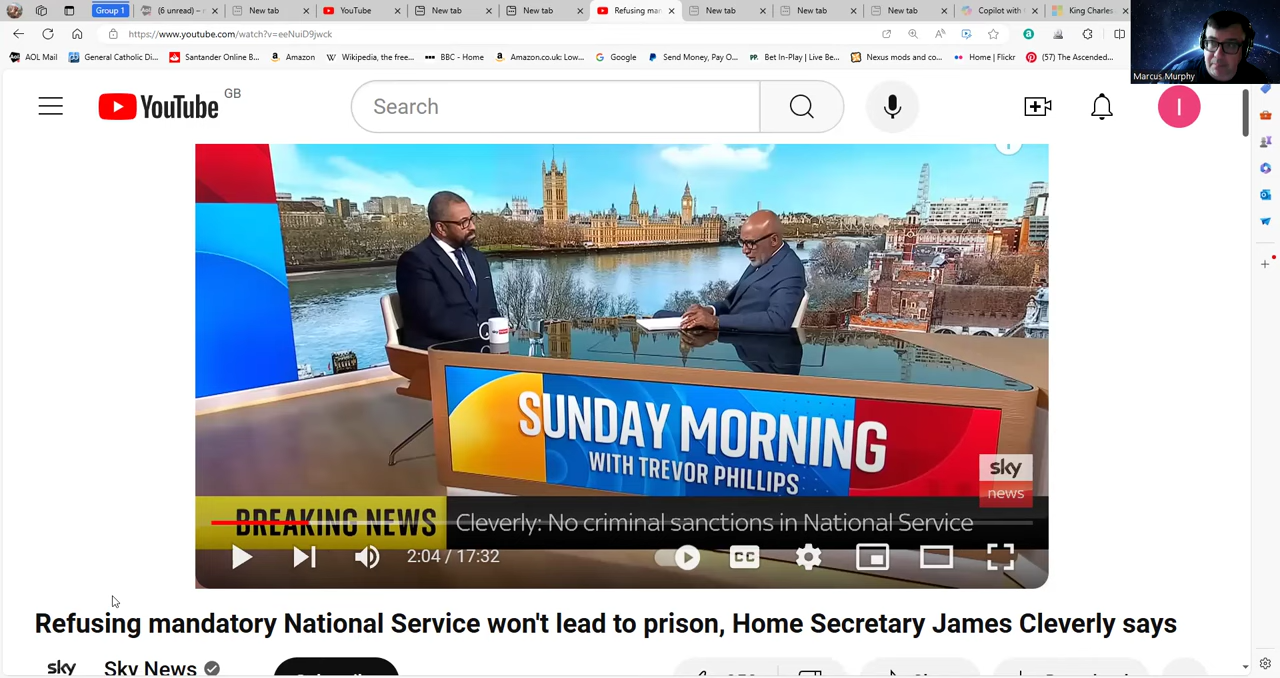 Group 1
(6 unread) –
New tab
YouTube
New tab
New tab
Refusing man
New tab
New tab
New tab
Copilot with
King Charles
https://www.youtube.com/watch?v=eeNuiD9jwck
AOL Mail
General Catholic Di...
Santander Online B...
Amazon
Wikipedia, the free...
BBC - Home
Amazon.co.uk: Low...
Google
Send Money, Pay O...
Bet In-Play | Live Be...
Nexus mods and co...
Home | Flickr
(57) The Ascended...
Marcus Murphy
YouTube GB
Search
I
SUNDAY MORNING
WITH TREVOR PHILLIPS
sky
news
BREAKING NEWS
Cleverly: No criminal sanctions in National Service
2:04 / 17:32
CC
Refusing mandatory National Service won't lead to prison, Home Secretary James Cleverly says
sky
Sky News